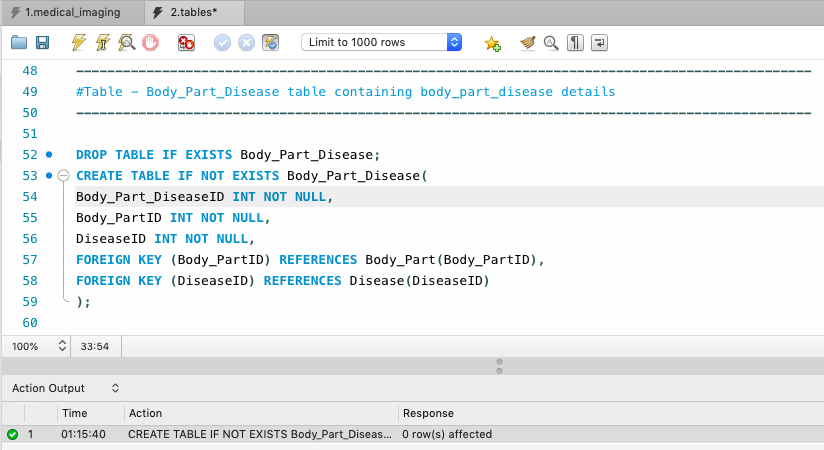 1.medical_imaging
2.tables*
Limit to 1000 rows
48 -----------------------------------------------------------------------------------------------
49 #Table - Body_Part_Disease table containing body_part_disease details
50 -----------------------------------------------------------------------------------------------
51
52 DROP TABLE IF EXISTS Body_Part_Disease;
53 CREATE TABLE IF NOT EXISTS Body_Part_Disease(
54 Body_Part_DiseaseID INT NOT NULL,
55 Body_PartID INT NOT NULL,
56 DiseaseID INT NOT NULL,
57 FOREIGN KEY (Body_PartID) REFERENCES Body_Part(Body_PartID),
58 FOREIGN KEY (DiseaseID) REFERENCES Disease(DiseaseID)
59 );
60
100% 33:54
Action Output
Time Action Response
1 01:15:40 CREATE TABLE IF NOT EXISTS Body_Part_Diseas... 0 row(s) affected